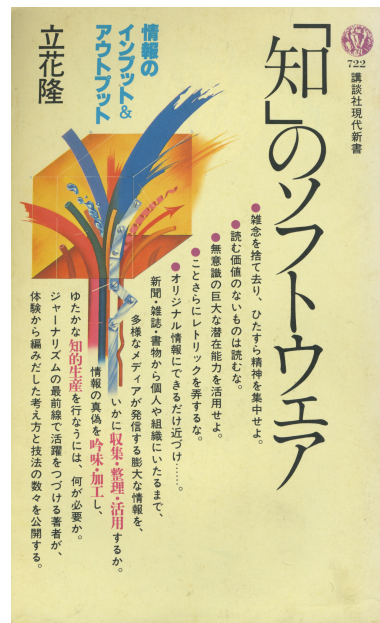 722
講談社現代新書
「知」のソフトウェア
情報の
インプット&
アウトプット
立花隆
●雑念を捨て去り、ひたすら精神を集中せよ。
●読む価値のないものは読むな。
●無意識の巨大な潜在能力を活用せよ。
●ことさらにレトリックを弄するな。
●オリジナル情報にできるだけ近づけ……。
新聞・雑誌・書物から個人や組織にいたるまで、
多様なメディアが発信する膨大な情報を、
いかに収集・整理・活用するか。
情報の真偽を吟味・加工し、
ゆたかな知的生産を行なうには、何が必要か。
ジャーナリズムの最前線で活躍をつづける著者が、
体験から編みだした考え方と技法の数々を公開する。